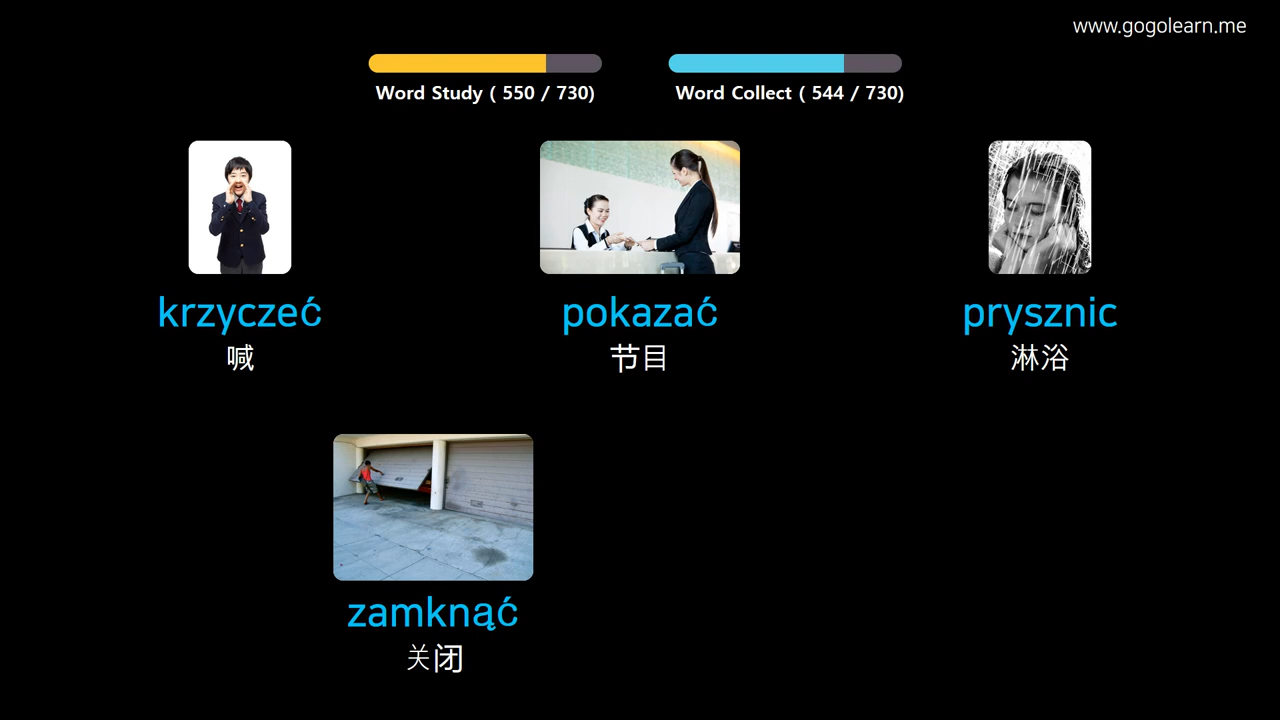 www.gogolearn.me
Word Study ( 550 / 730)
Word Collect ( 544 / 730)
krzyczeć
喊
pokazać
节目
prysznic
淋浴
zamknąć
关闭